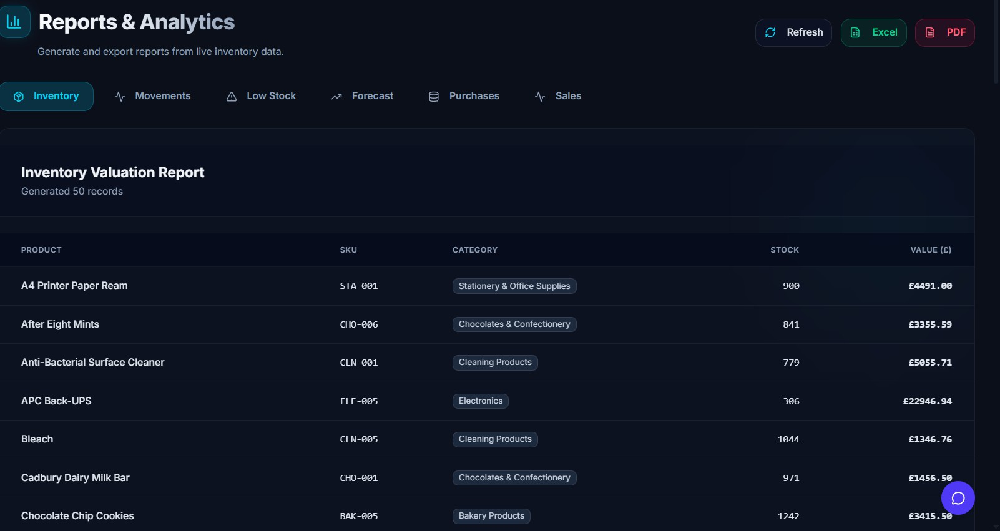 Reports & Analytics
Generate and export reports from live inventory data.
Refresh
Excel
PDF
Inventory
Movements
Low Stock
Forecast
Purchases
Sales
Inventory Valuation Report
Generated 50 records
PRODUCT SKU CATEGORY STOCK VALUE (£)
A4 Printer Paper Ream STA-001 Stationery & Office Supplies 900 £4491.00
After Eight Mints CHO-006 Chocolates & Confectionery 841 £3355.59
Anti-Bacterial Surface Cleaner CLN-001 Cleaning Products 779 £5055.71
APC Back-UPS ELE-005 Electronics 306 £22946.94
Bleach CLN-005 Cleaning Products 1044 £1346.76
Cadbury Dairy Milk Bar CHO-001 Chocolates & Confectionery 971 £1456.50
Chocolate Chip Cookies BAK-005 Bakery Products 1242 £3415.50